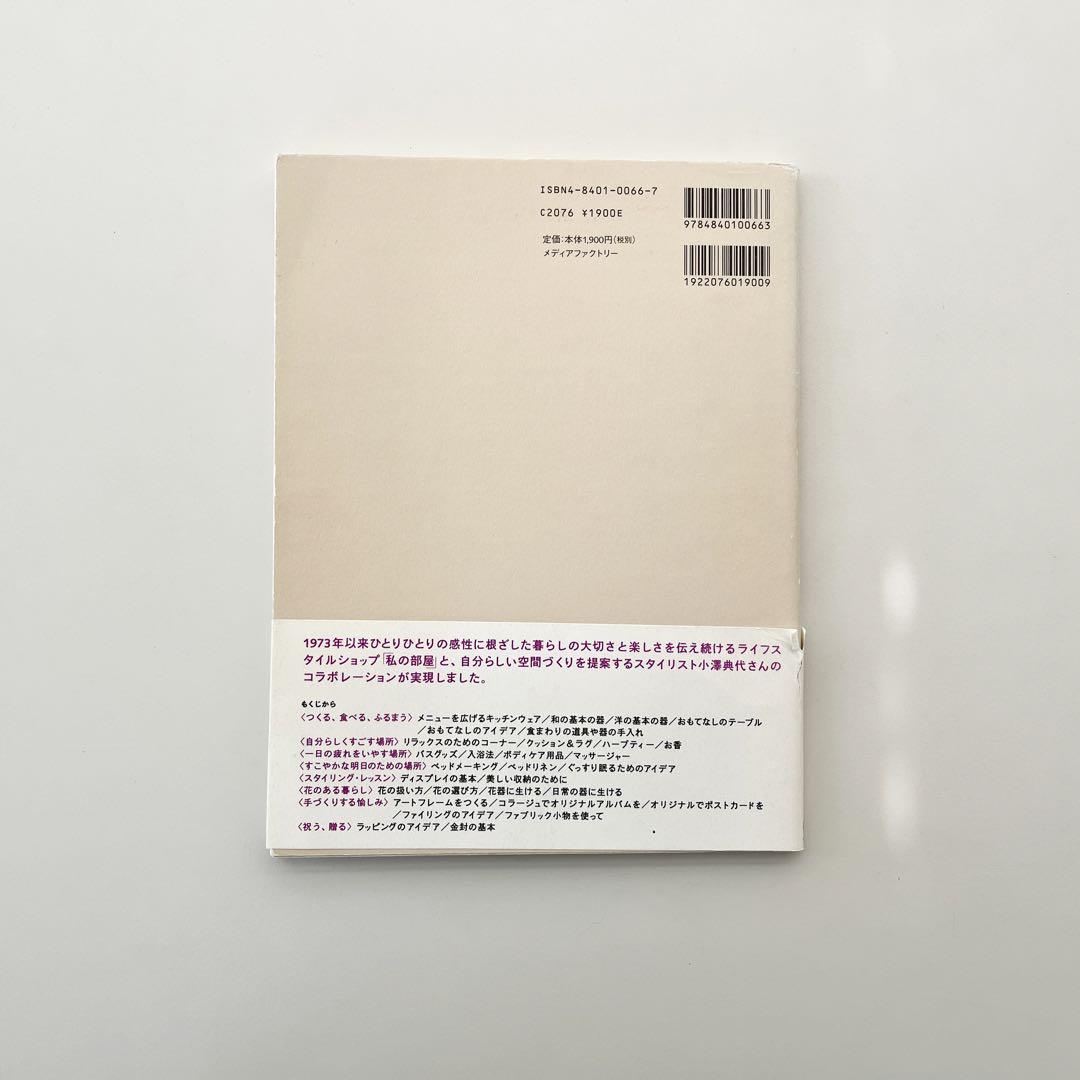 ISBN4-8401-0066-7
C2076 ¥1900E
定価:本体1,900円(税別)
メディアファクトリー
9784840100663
1922076019009
1973年以来ひとりひとりの感性に根ざした暮らしの大切さと楽しさを伝え続けるライフス
タイルショップ「私の部屋」と、自分らしい空間づくりを提案するスタイリスト小澤典代さんの
コラボレーションが実現しました。
もくじから
〈つくる、食べる、ふるまう〉メニューを広げるキッチンウェア/和の基本の器/洋の基本の器/おもてなしのテーブル
/おもてなしのアイデア/食まわりの道具や器の手入れ
〈自分らしくすごす場所〉リラックスのためのコーナー/クッション&ラグ/ハーブティー/お香
〈一日の疲れをいやす場所〉バスグッズ/入浴法/ボディケア用品/マッサージャー
〈すこやかな明日のための場所〉ベッドメーキング/ベッドリネン/ぐっすり眠るためのアイデア
〈スタイリング・レッスン〉ディスプレイの基本/美しい収納のために
〈花のある暮らし〉花の扱い方/花の選び方/花器に生ける/日常の器に生ける
〈手づくりする愉しみ〉アートフレームをつくる/コラージュでオリジナルアルバムを/オリジナルでポストカードを
/ファイリングのアイデア/ファブリック小物を使って
〈祝う、贈る〉ラッピングのアイデア/金封の基本